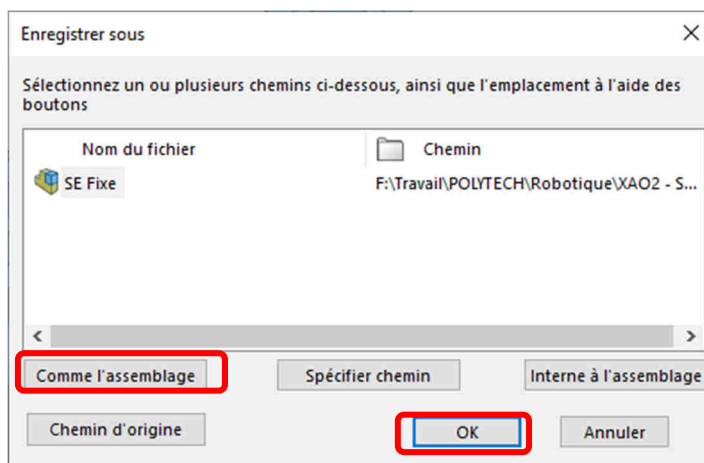 Enregistrer sous
Sélectionnez un ou plusieurs chemins ci-dessous, ainsi que l'emplacement à l'aide des
boutons
Nom du fichier Chemin
SE Fixe F:\Travail\POLYTECH\Robotique\XAO2 - S...
Comme l'assemblage Spécifier chemin Interne à l'assemblage
Chemin d'origine OK Annuler